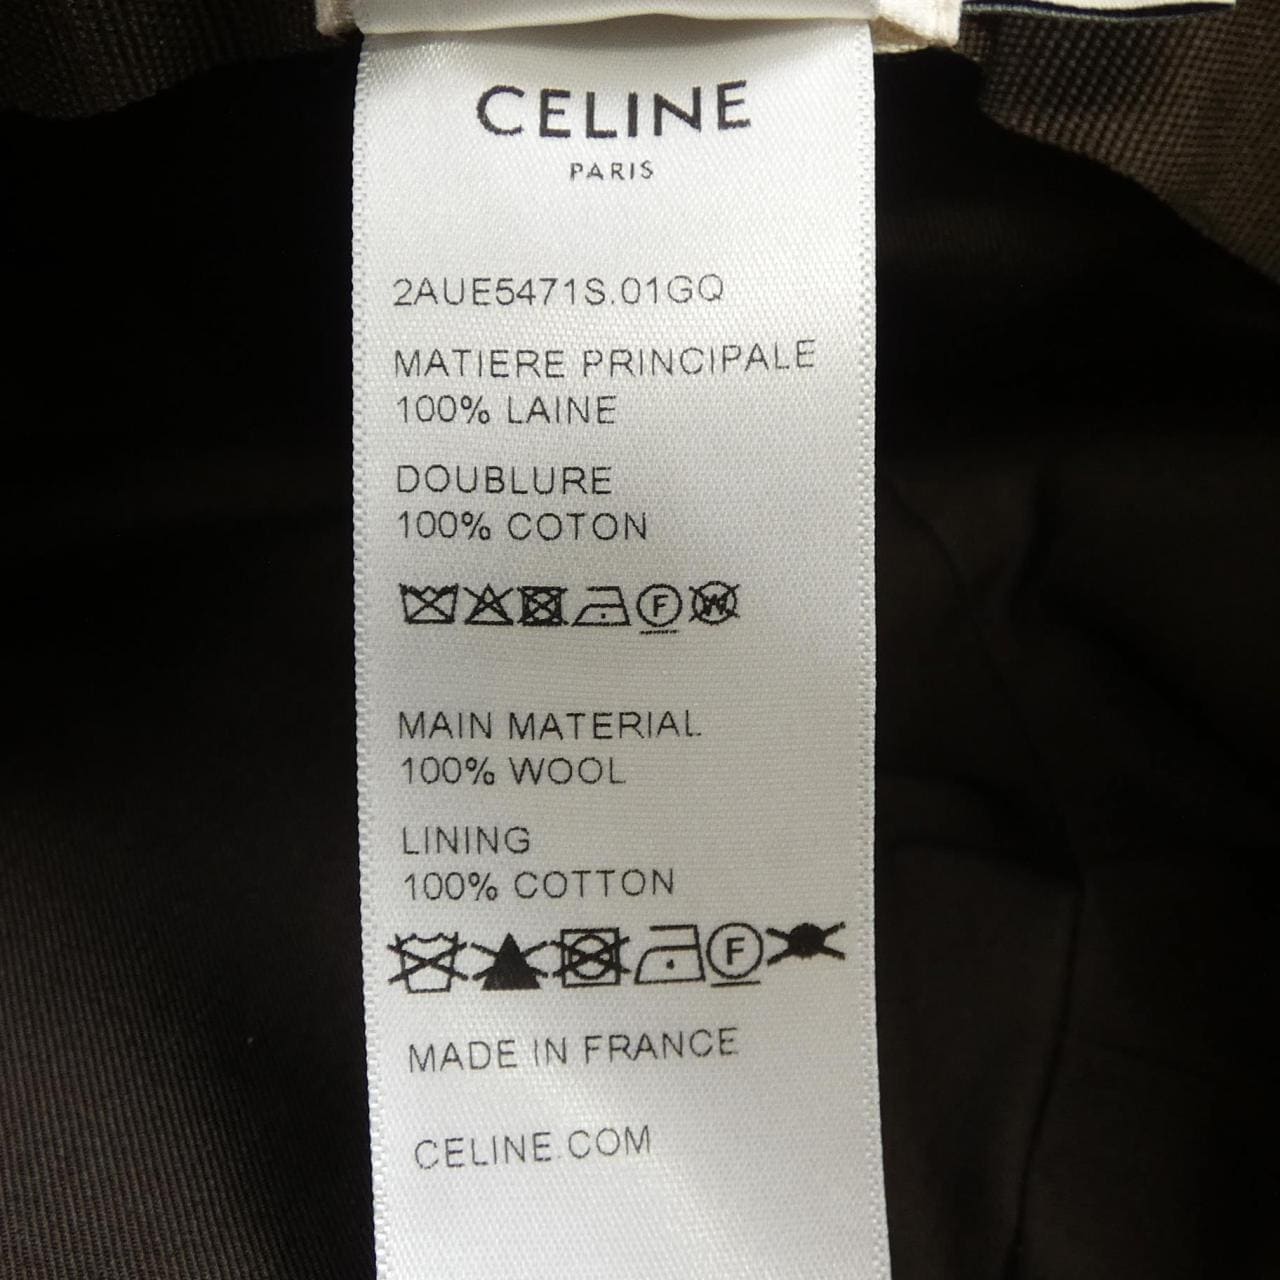 CELINE
PARIS
2AUE5471S.01GQ
MATIERE PRINCIPALE
100% LAINE
DOUBLURE
100% COTON
F W
MAIN MATERIAL
100% WOOL
LINING
100% COTTON
F
MADE IN FRANCE
CELINE.COM